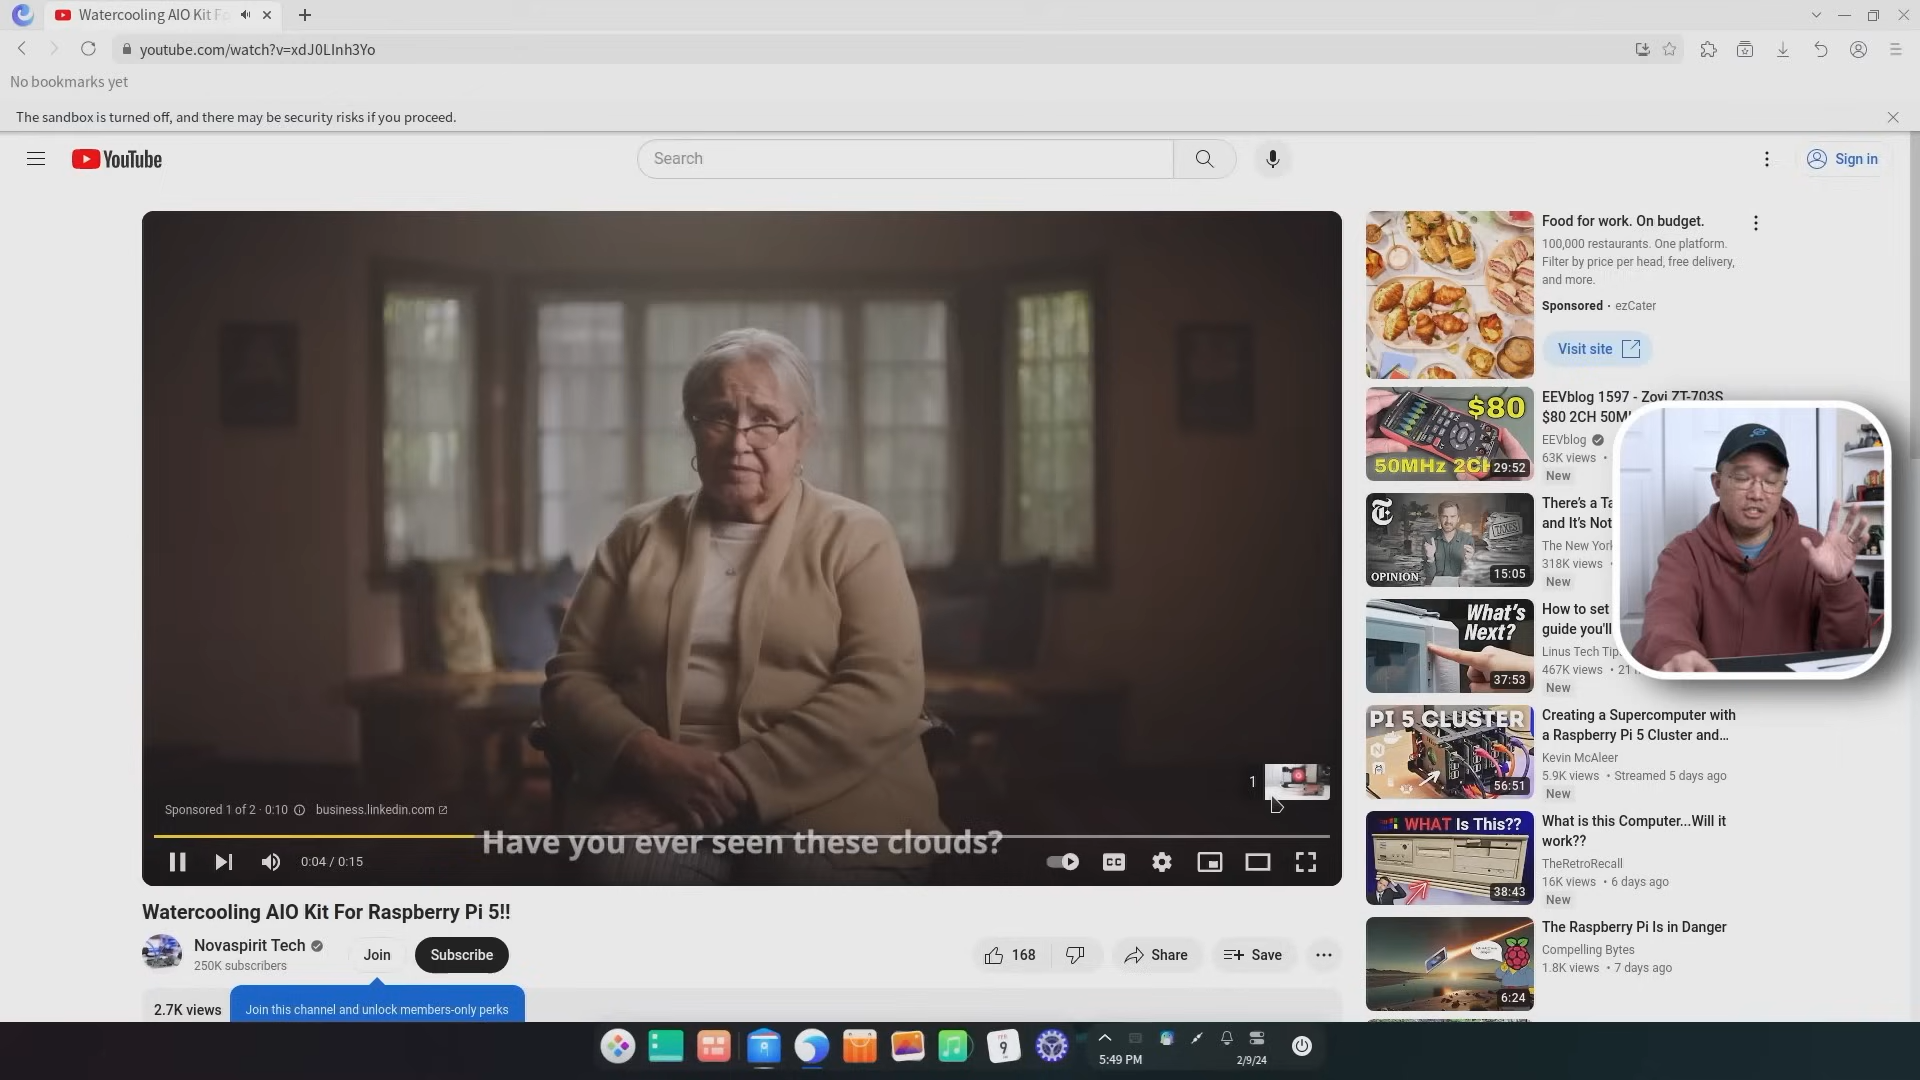 Watercooling AIO Kit Fo
youtube.com/watch?v=xdJ0LInh3Yo
No bookmarks yet
The sandbox is turned off, and there may be security risks if you proceed.
YouTube
Search
Sign in
Food for work. On budget.
100,000 restaurants. One platform.
Filter by price per head, free delivery,
and more.
Sponsored · ezCater
Visit site
$80
50MHz 2CH
29:52
EEVblog 1597 - Zoyi ZT-703S
$80 2CH 50M
EEVblog
63K views •
New
OPINION
TAXES
15:05
There's a Ta
and It's Not
The New York
318K views •
New
What's
Next?
37:53
How to set
guide you'll
Linus Tech Tip
467K views • 21
New
PI 5 CLUSTER
56:51
Creating a Supercomputer with
a Raspberry Pi 5 Cluster and...
Kevin McAleer
5.9K views • Streamed 5 days ago
New
WHAT Is This??
38:43
What is this Computer...Will it
work??
TheRetroRecall
16K views • 6 days ago
New
6:24
The Raspberry Pi Is in Danger
Compelling Bytes
1.8K views • 7 days ago
1
Sponsored 1 of 2 · 0:10
business.linkedin.com
Have you ever seen these clouds?
0:04 / 0:15
CC
Watercooling AIO Kit For Raspberry Pi 5!!
Novaspirit Tech
250K subscribers
Join
Subscribe
168
Share
Save
2.7K views
Join this channel and unlock members-only perks
9
5:49 PM
2/9/24